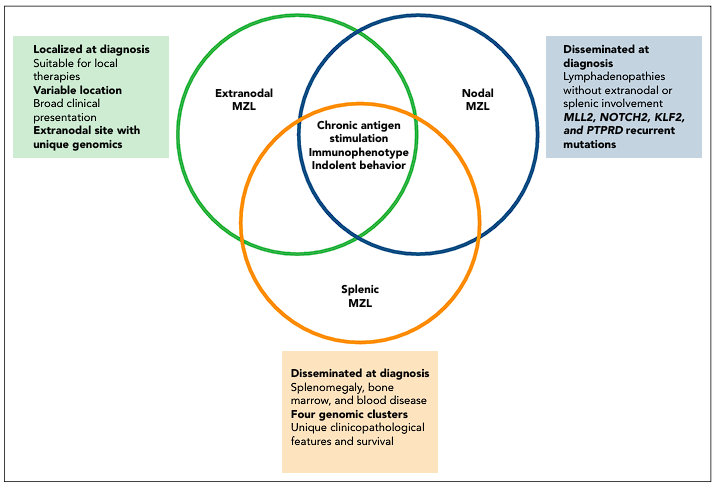 Localized at diagnosis
Suitable for local
therapies
Variable location
Broad clinical
presentation
Extranodal site with
unique genomics
Extranodal
MZL
Nodal
MZL
Chronic antigen
stimulation
Immunophenotype
Indolent behavior
Disseminated at
diagnosis
Lymphadenopathies
without extranodal or
splenic involvement
MLL2, NOTCH2, KLF2,
and PTPRD recurrent
mutations
Splenic
MZL
Disseminated at diagnosis
Splenomegaly, bone
marrow, and blood disease
Four genomic clusters
Unique clinicopathological
features and survival